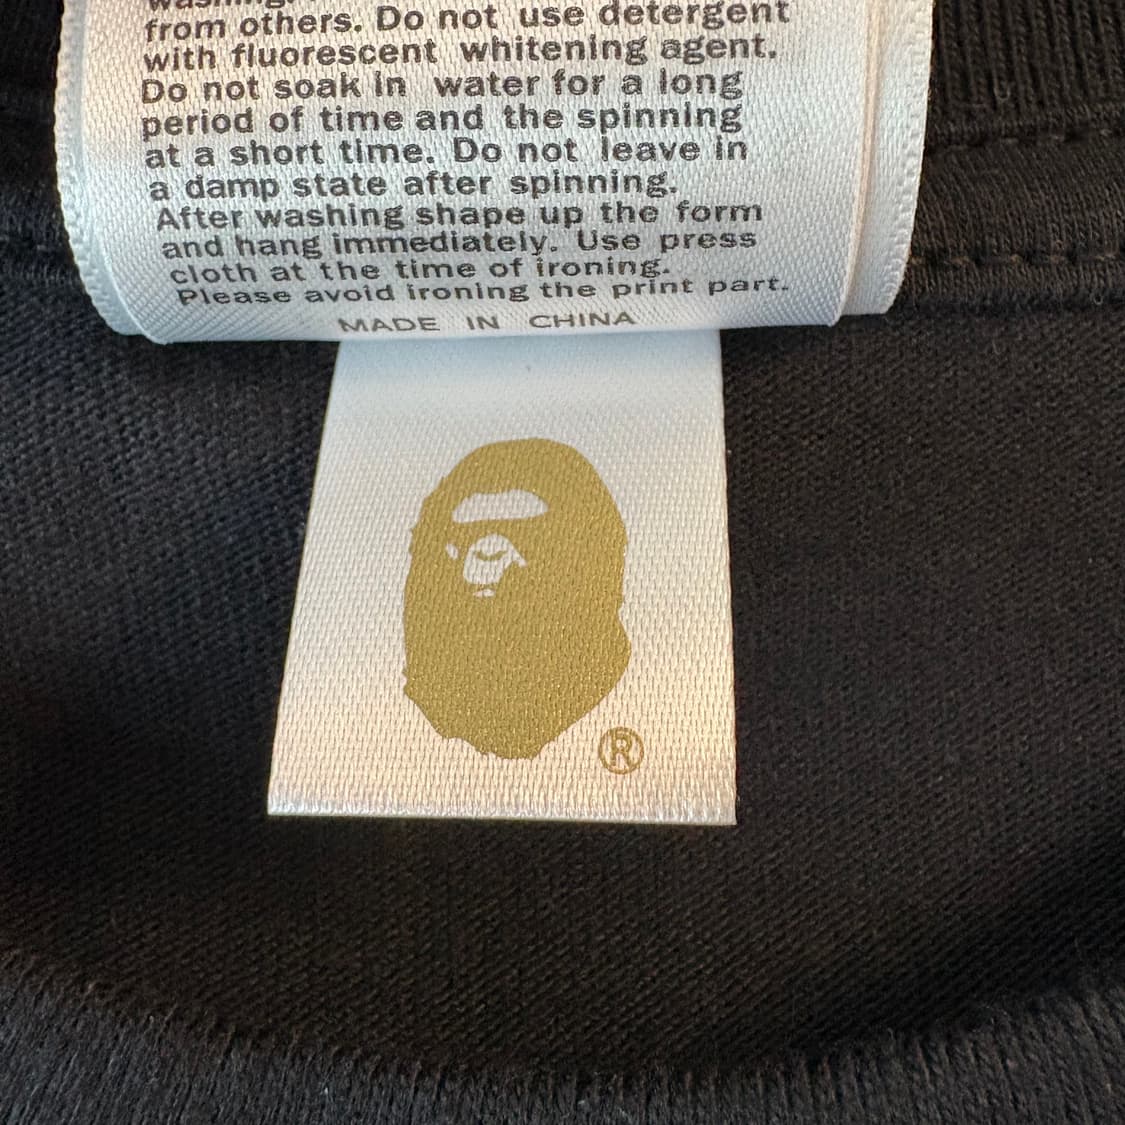 from others. Do not use detergent
with fluorescent whitening agent.
Do not soak in water for a long
period of time and the spinning
at a short time. Do not leave in
a damp state after spinning.
After washing shape up the form
and hang immediately. Use press
cloth at the time of ironing.
Please avoid ironing the print part.
MADE IN CHINA
®